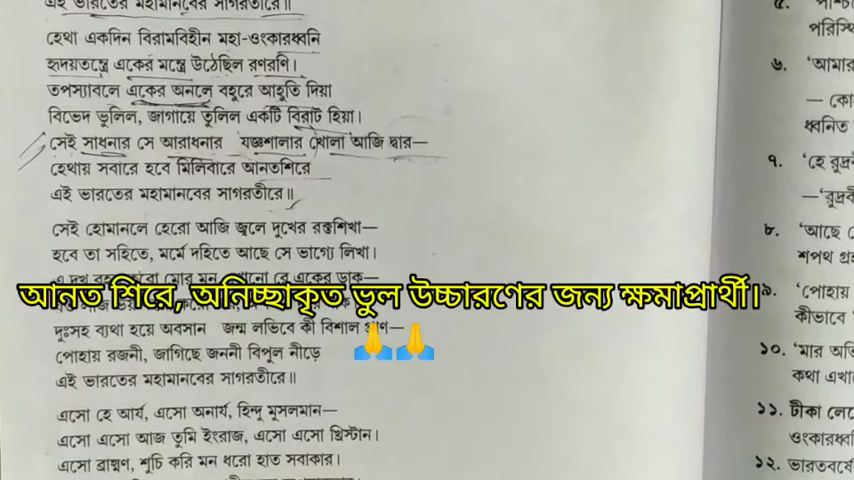 এই ভারতের মহামানবের সাগরতীরে॥
হেথা একদিন বিরামবিহীন মহা-ওংকারধ্বনি
হৃদয়তন্ত্রে একের মন্ত্রে উঠেছিল রণরণি।
তপস্যাবলে একের অনলে বহুরে আহুতি দিয়া
বিভেদ ভুলিল, জাগায়ে তুলিল একটি বিরাট হিয়া।
সেই সাধনার সে আরাধনার যজ্ঞশালার খোলা আজি দ্বার—
হেথায় সবারে হবে মিলিবারে আনতশিরে
এই ভারতের মহামানবের সাগরতীরে॥
সেই হোমানলে হেরো আজি জ্বলে দুখের রক্তশিখা—
হবে তা সহিতে, মর্মে দহিতে আছে সে ভাগ্যে লিখা।
এ দুখ মোর মন রে একের ডাক—
আনত শিরে, অনিচ্ছাকৃত ভুল উচ্চারণের জন্য ক্ষমাপ্রার্থী।
দুঃসহ ব্যথা হয়ে অবসান জন্ম লভিবে কী বিশাল
পোহায় রজনী, জাগিছে জননী বিপুল নীড়ে
এই ভারতের মহামানবের সাগরতীরে॥
এসো হে আর্য, এসো অনার্য, হিন্দু মুসলমান—
এসো এসো আজ তুমি ইংরাজ, এসো এসো খ্রিস্টান।
এসো ব্রাহ্মণ, শুচি করি মন ধরো হাত সবাকার।
৫.
পরিস্থি
৬. 'আমার
— কো
ধ্বনিত
৭. 'হে রুদ্র
—'রুদ্রবী
৮. 'আছে
শপথ গ্র
৯. 'পোহায়
কীভাবে
১০. 'মার অভি
কথা এখা
১১. টীকা লে
ওংকারধ্ব
১২. ভারতবর্ষে